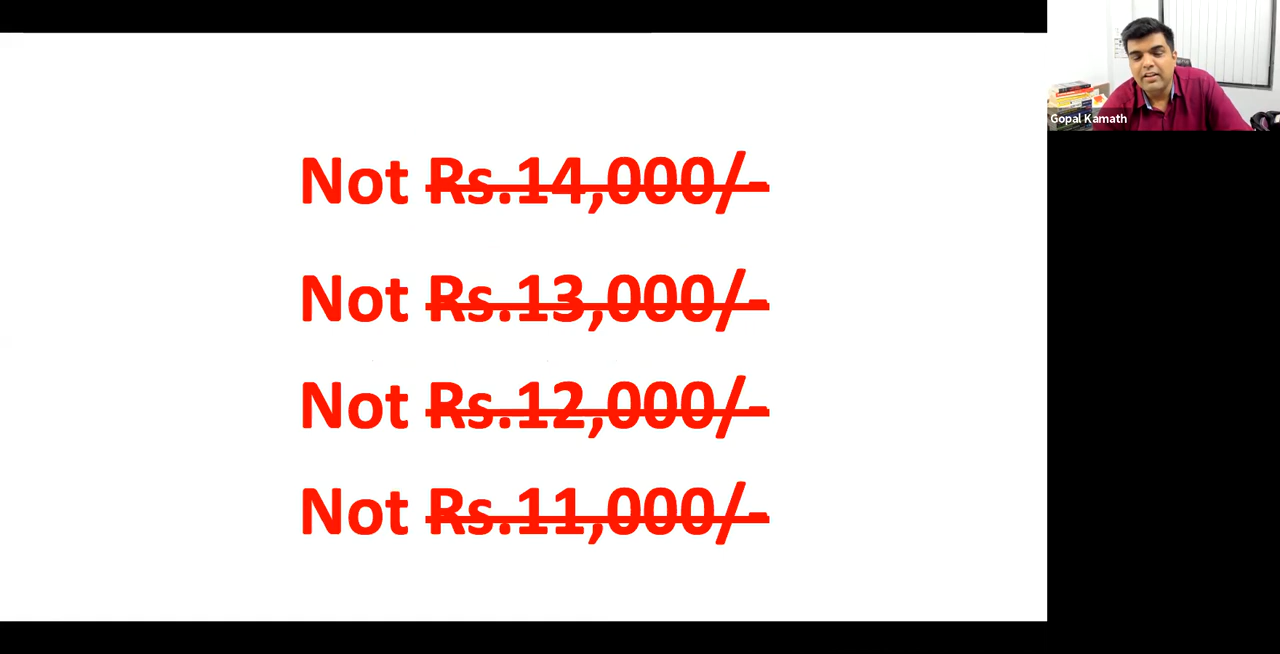 Not Rs.14,000/-
Not Rs.13,000/-
Not Rs.12,000/-
Not Rs.11,000/-
Gopal Kamath